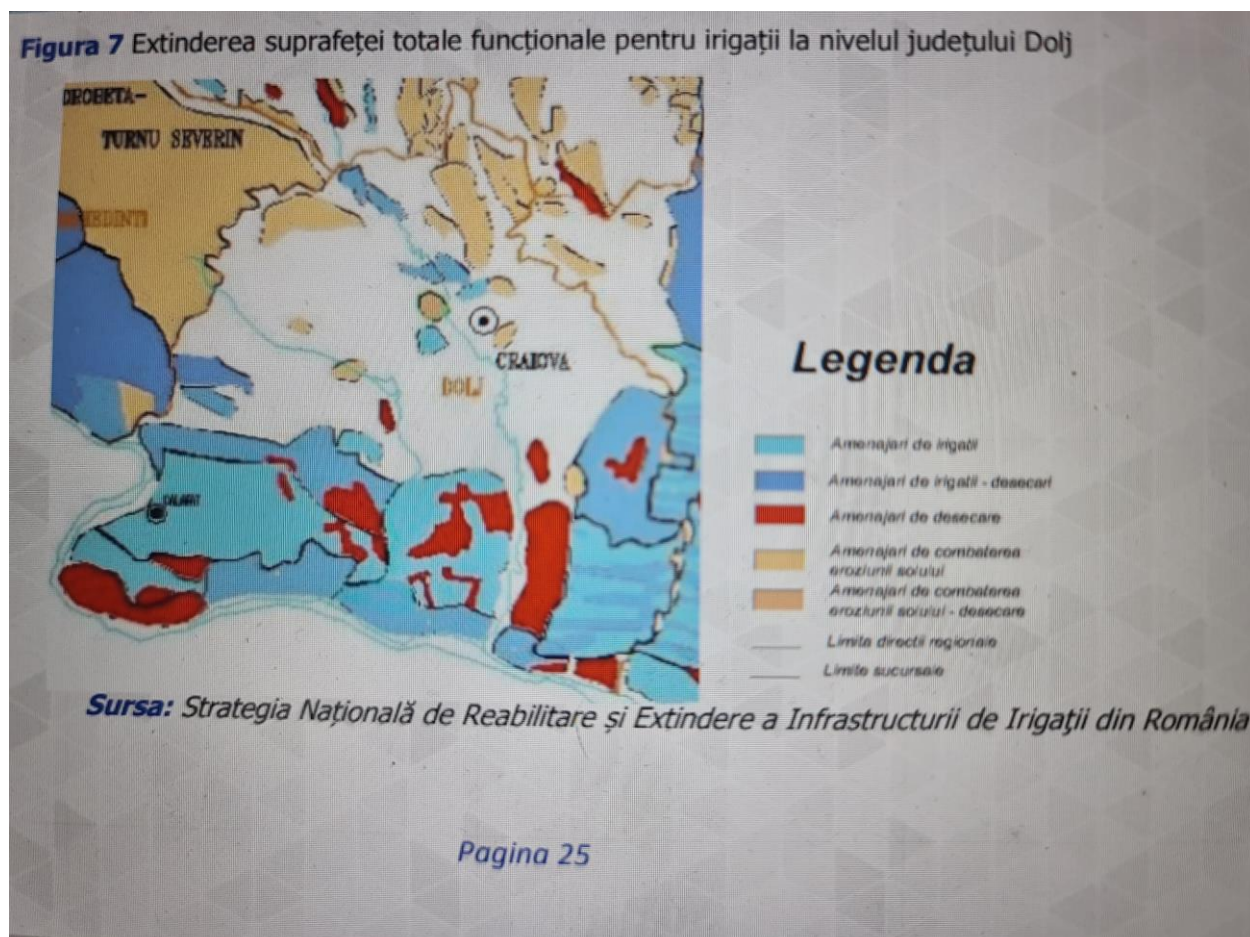 Figura 7 Extinderea suprafeței totale funcționale pentru irigații la nivelul județului Dolj
DROBETA-
TURNU SEVERIN
CRAIOVA
DOLJ
Legenda
Amenajari de irigatii
Amenajari de irigatii - desecari
Amenajari de desecare
Amenajari de combaterea
eroziunii solului
Amenajari de combaterea
eroziunii solului - desecare
Limita directii regionale
Limite sucursale
Sursa: Strategia Națională de Reabilitare și Extindere a Infrastructurii de Irigaţii din România
Pagina 25